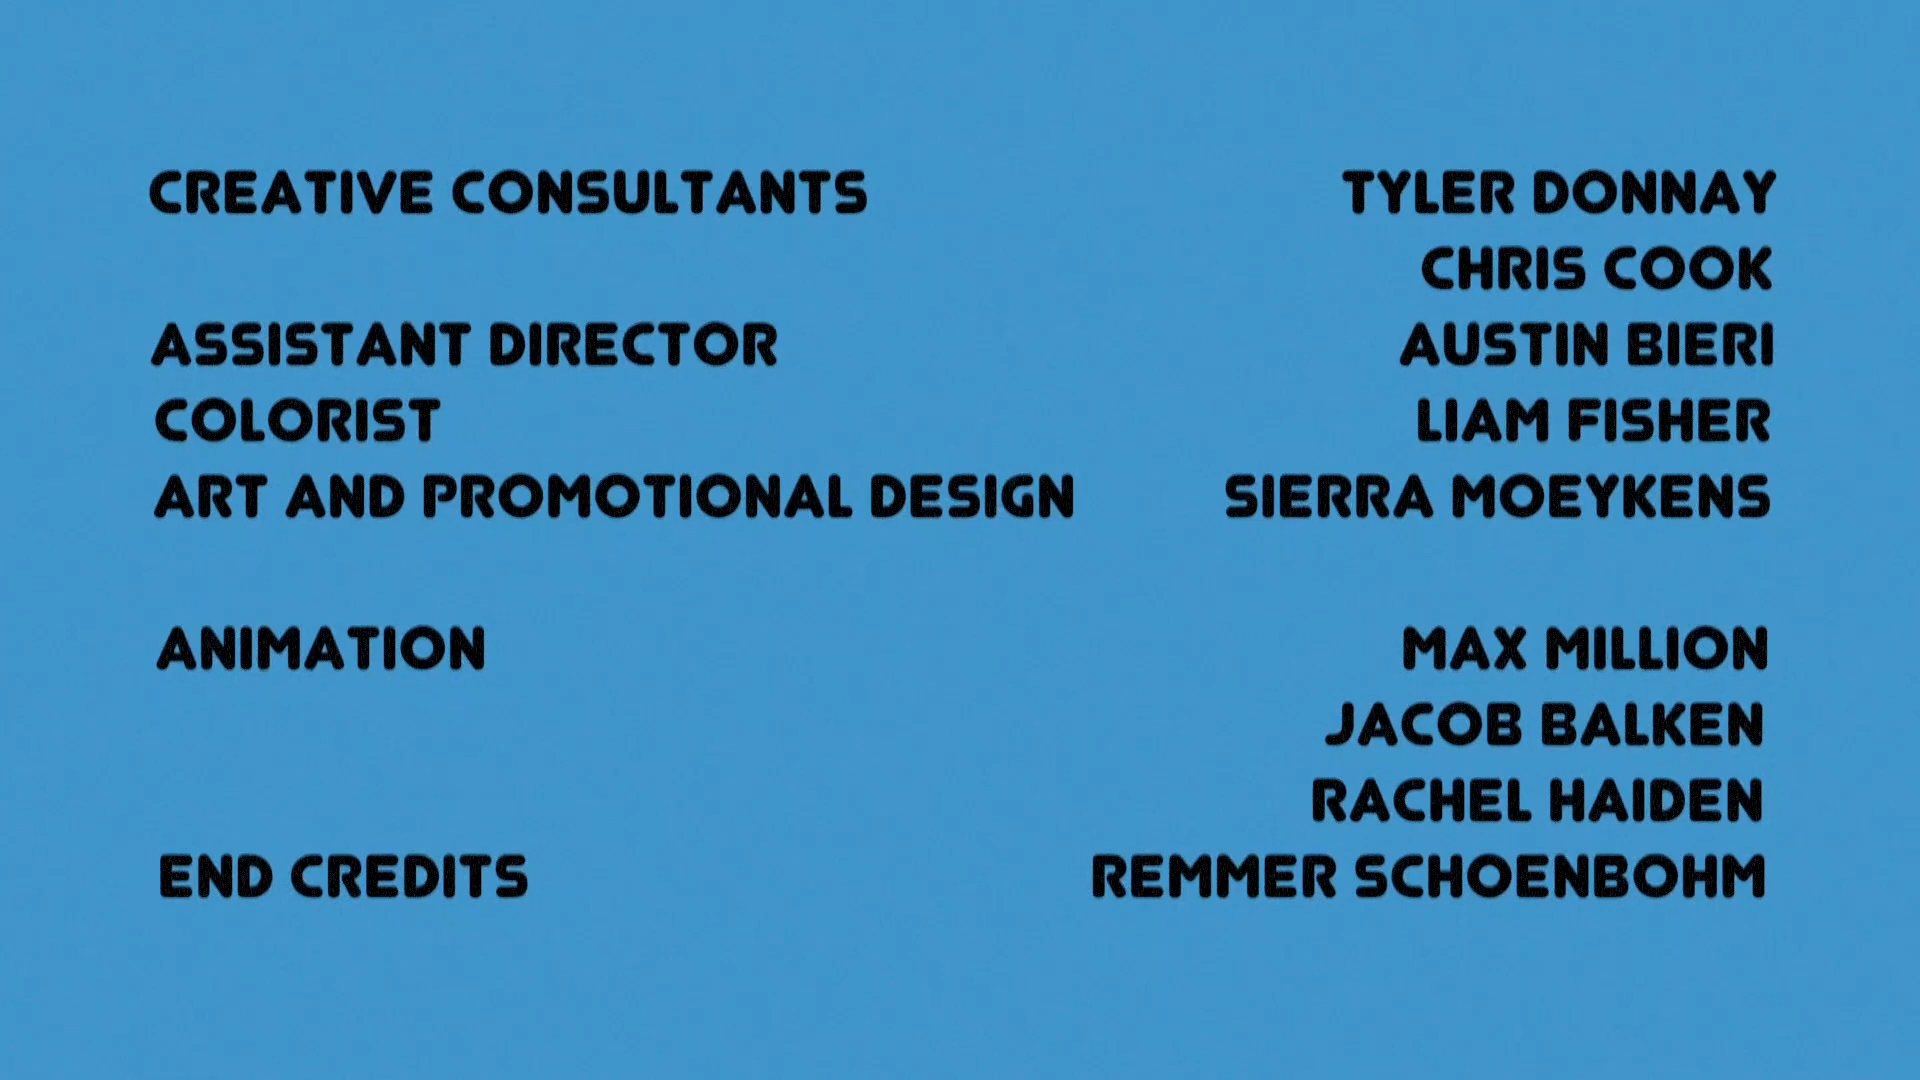 CREATIVE CONSULTANTS TYLER DONNAY
CHRIS COOK
ASSISTANT DIRECTOR AUSTIN BIERI
COLORIST LIAM FISHER
ART AND PROMOTIONAL DESIGN SIERRA MOEYKENS
ANIMATION MAX MILLION
JACOB BALKEN
RACHEL HAIDEN
END CREDITS REMMER SCHOENBOHM